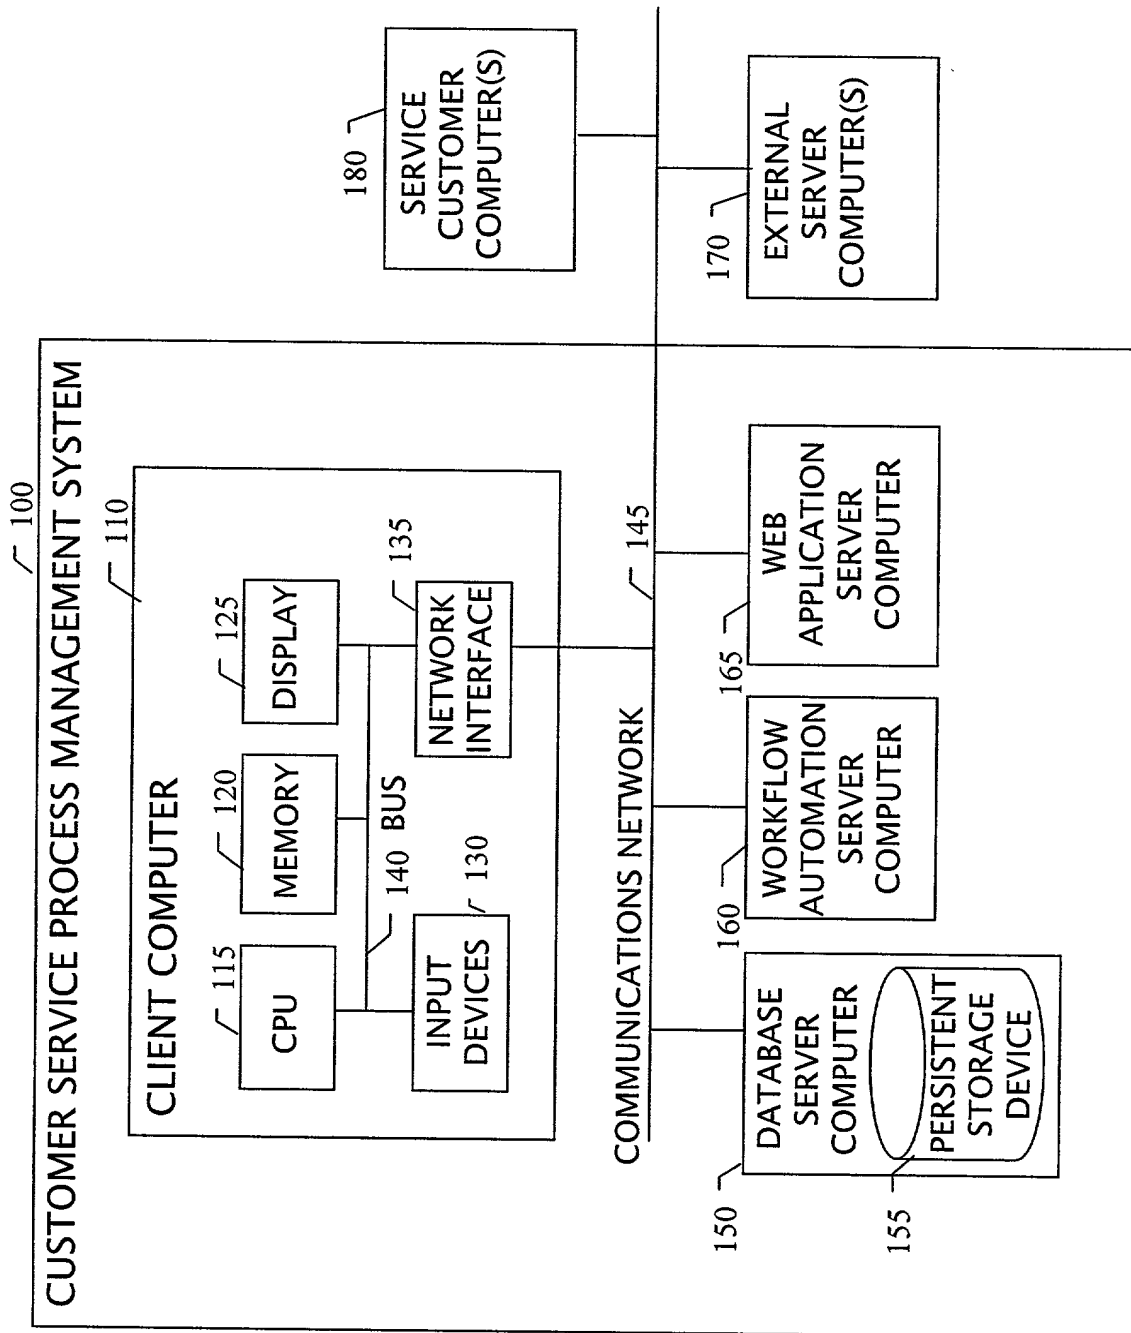 100
CUSTOMER SERVICE PROCESS MANAGEMENT SYSTEM
110
CLIENT COMPUTER
115
CPU
120
MEMORY
125
DISPLAY
140
BUS
130
INPUT
DEVICES
135
NETWORK
INTERFACE
COMMUNICATIONS NETWORK
145
150
DATABASE
SERVER
COMPUTER
155
PERSISTENT
STORAGE
DEVICE
160
WORKFLOW
AUTOMATION
SERVER
COMPUTER
165
WEB
APPLICATION
SERVER
COMPUTER
180
SERVICE
CUSTOMER
COMPUTER(S)
170
EXTERNAL
SERVER
COMPUTER(S)